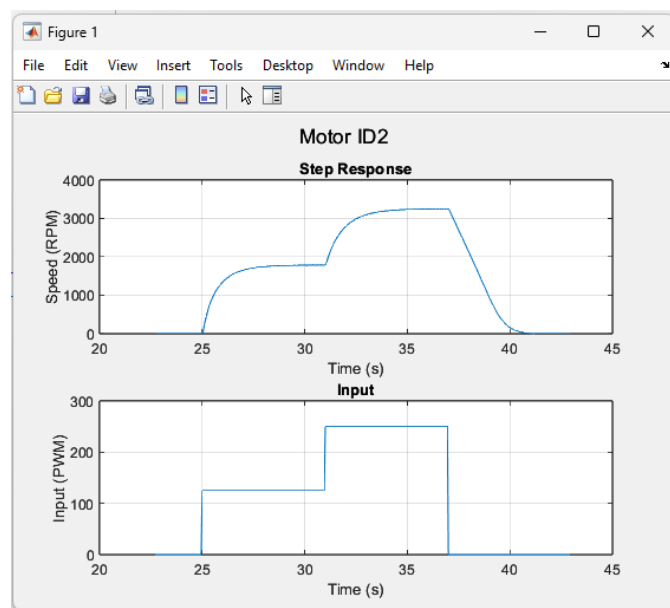 Figure 1
File Edit View Insert Tools Desktop Window Help
Motor ID2
Step Response
4000
3000
2000
1000
0
Speed (RPM)
20 25 30 35 40 45
Time (s)
Input
300
200
100
0
Input (PWM)
20 25 30 35 40 45
Time (s)